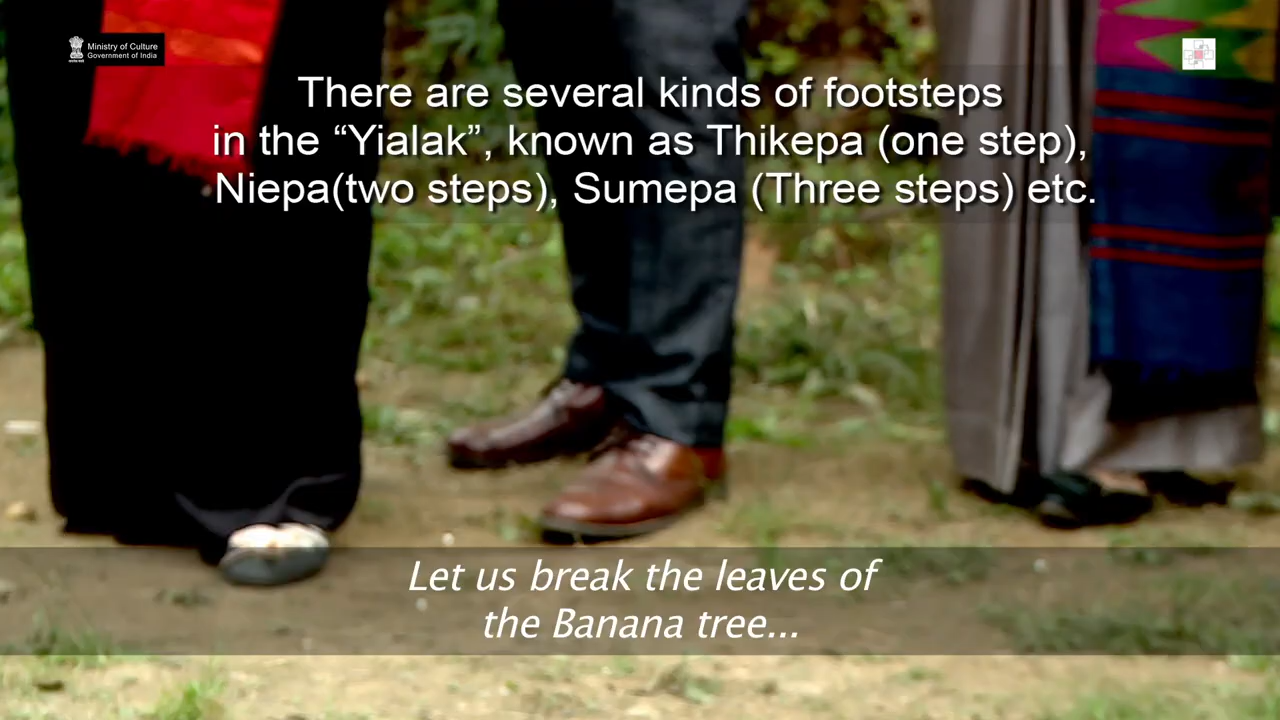 Ministry of Culture
Government of India
There are several kinds of footsteps
in the “Yialak”, known as Thikepa (one step),
Niepa(two steps), Sumepa (Three steps) etc.
Let us break the leaves of
the Banana tree...